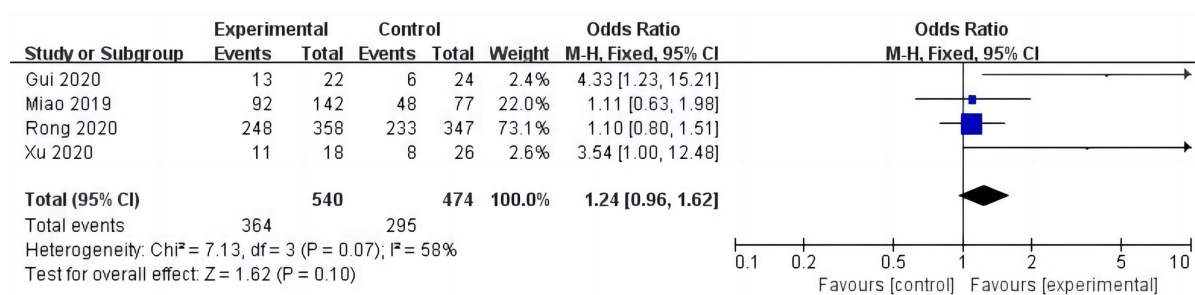 Experimental Control Odds Ratio Odds Ratio
Study or Subgroup Events Total Events Total Weight M-H, Fixed, 95% CI M-H, Fixed, 95% CI
Gui 2020 13 22 6 24 2.4% 4.33 [1.23, 15.21]
Miao 2019 92 142 48 77 22.0% 1.11 [0.63, 1.98]
Rong 2020 248 358 233 347 73.1% 1.10 [0.80, 1.51]
Xu 2020 11 18 8 26 2.6% 3.54 [1.00, 12.48]
Total (95% CI) 540 474 100.0% 1.24 [0.96, 1.62]
Total events 364 295
Heterogeneity: Chi² = 7.13, df = 3 (P = 0.07); I² = 58%
Test for overall effect: Z = 1.62 (P = 0.10)
0.1 0.2 0.5 1 2 5 10
Favours [control] Favours [experimental]